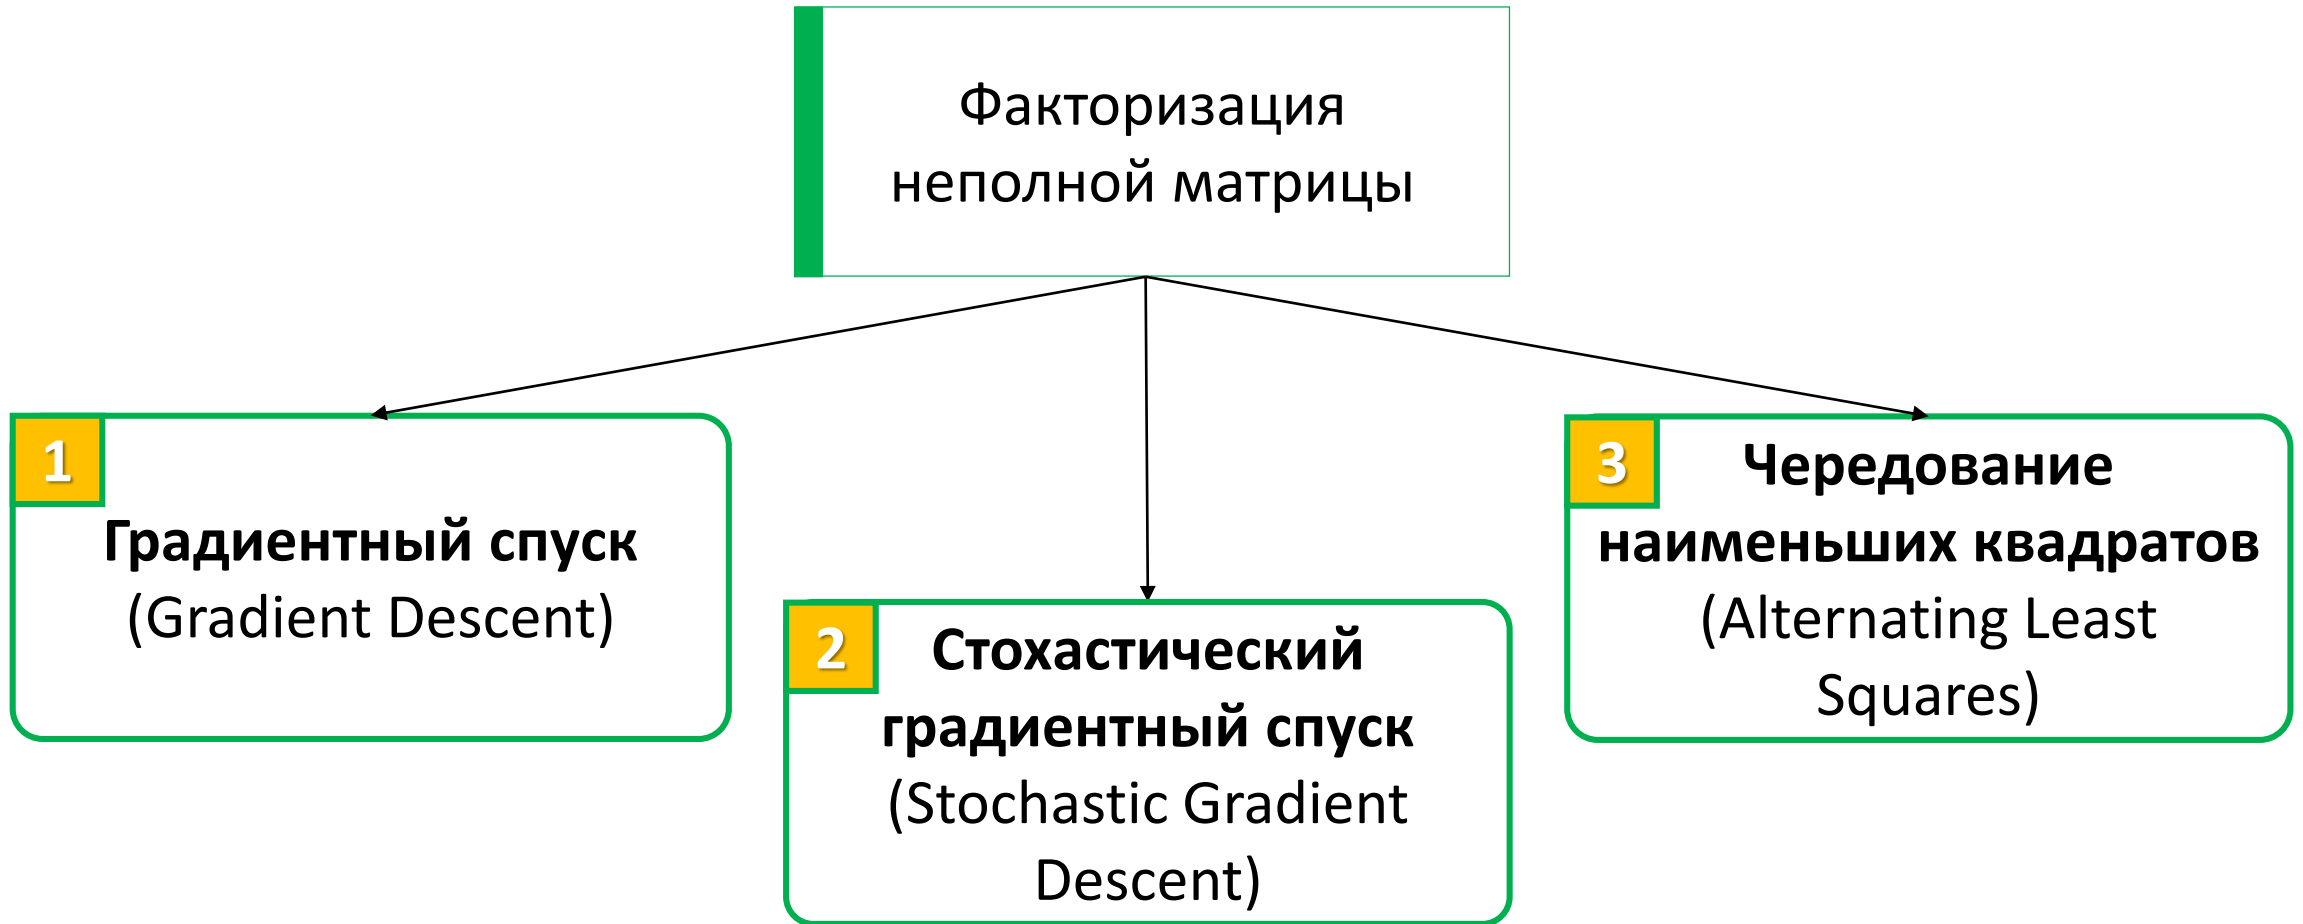 Факторизация
неполной матрицы
1
Градиентный спуск
(Gradient Descent)
2
Стохастический
градиентный спуск
(Stochastic Gradient
Descent)
3
Чередование
наименьших квадратов
(Alternating Least
Squares)